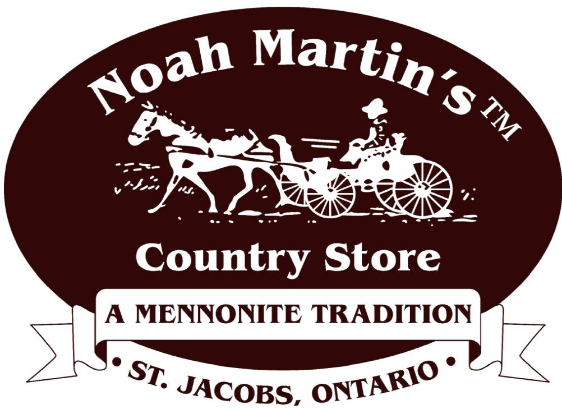 Noah Martin's™
Country Store
A MENNONITE TRADITION
• ST. JACOBS, ONTARIO •